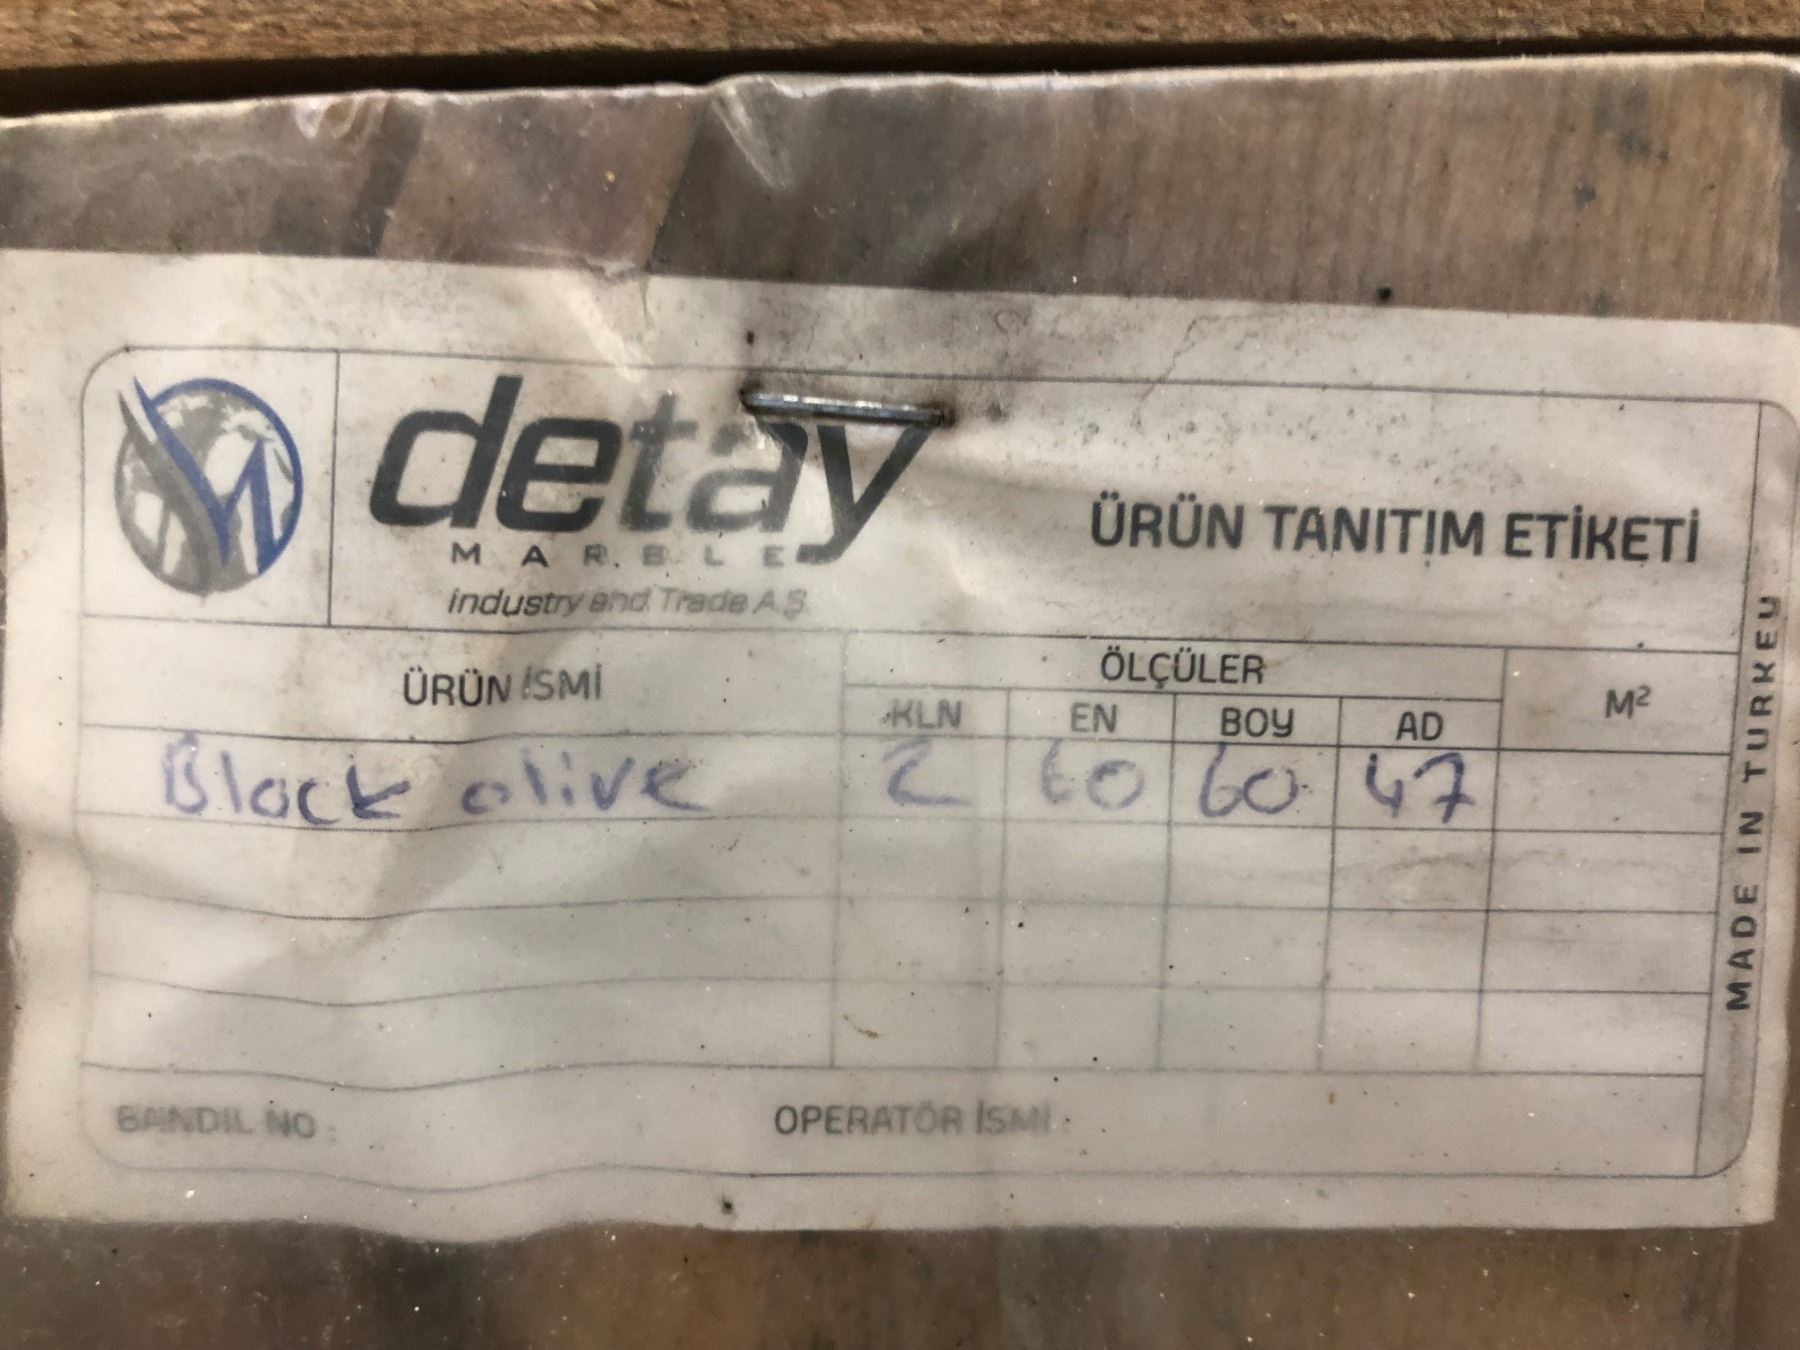 detay
MARBLE
Industry and Trade A.Ş.
ÜRÜN TANITIM ETİKETİ
ÜRÜN İSMİ
ÖLÇÜLER
M²
KLN EN BOY AD
Black olive 2 60 60 47
BANDIL NO :
OPERATÖR İSMİ :
MADE IN TURKEY